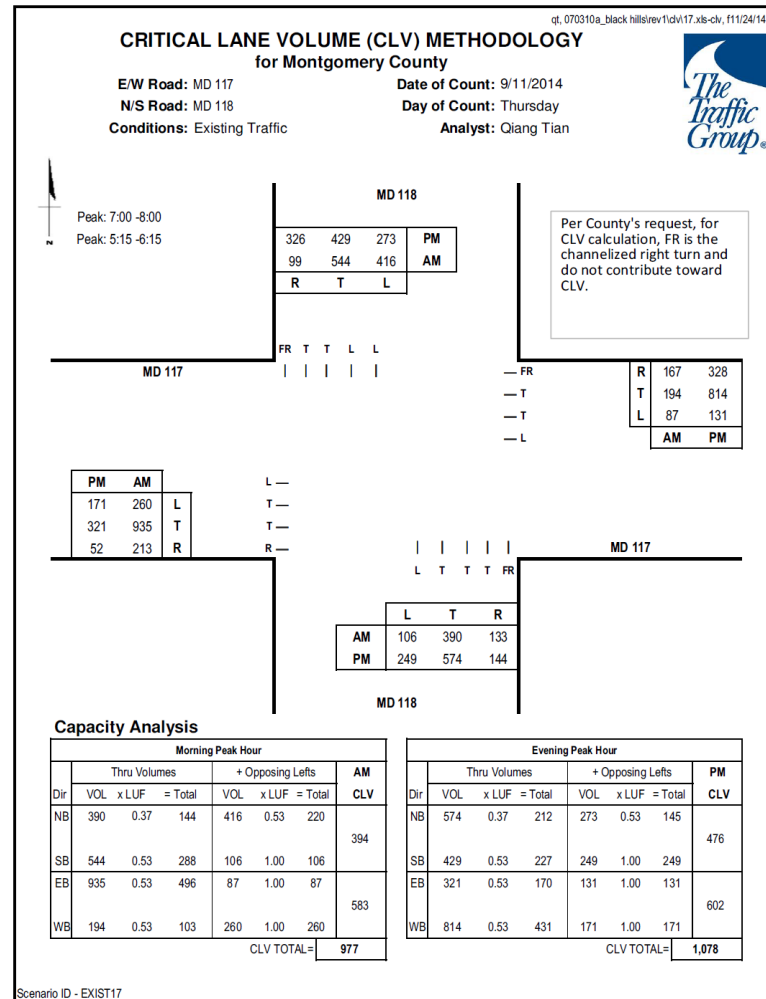 qt, 070310a_black hills\rev1\clv\17.xls-clv, f11/24/14
CRITICAL LANE VOLUME (CLV) METHODOLOGY
for Montgomery County
E/W Road: MD 117 Date of Count: 9/11/2014
N/S Road: MD 118 Day of Count: Thursday
Conditions: Existing Traffic Analyst: Qiang Tian
The
Traffic
Group®
N
Peak: 7:00 -8:00
Peak: 5:15 -6:15
MD 118
326 429 273 PM
99 544 416 AM
R T L
Per County's request, for
CLV calculation, FR is the
channelized right turn and
do not contribute toward
CLV.
FR T T L L
MD 117
FR
T
T
L
R 167 328
T 194 814
L 87 131
AM PM
PM AM
171 260 L
321 935 T
52 213 R
L
T
T
R
MD 117
L T T T FR
L T R
AM 106 390 133
PM 249 574 144
MD 118
Capacity Analysis
Morning Peak Hour
Thru Volumes + Opposing Lefts AM
Dir VOL x LUF = Total VOL x LUF = Total CLV
NB 390 0.37 144 416 0.53 220
394
SB 544 0.53 288 106 1.00 106
EB 935 0.53 496 87 1.00 87
583
WB 194 0.53 103 260 1.00 260
CLV TOTAL= 977
Evening Peak Hour
Thru Volumes + Opposing Lefts PM
Dir VOL x LUF = Total VOL x LUF = Total CLV
NB 574 0.37 212 273 0.53 145
476
SB 429 0.53 227 249 1.00 249
EB 321 0.53 170 131 1.00 131
602
WB 814 0.53 431 171 1.00 171
CLV TOTAL= 1,078
Scenario ID - EXIST17